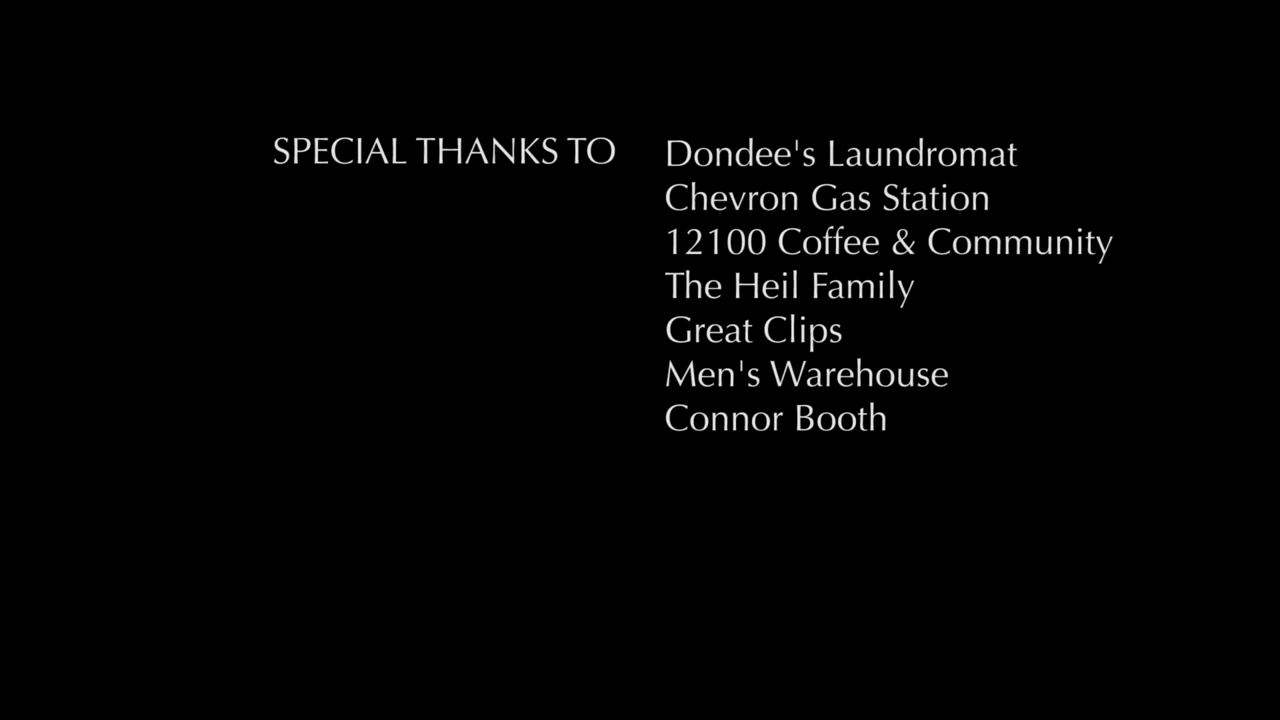 SPECIAL THANKS TO
Dondee's Laundromat
Chevron Gas Station
12100 Coffee & Community
The Heil Family
Great Clips
Men's Warehouse
Connor Booth